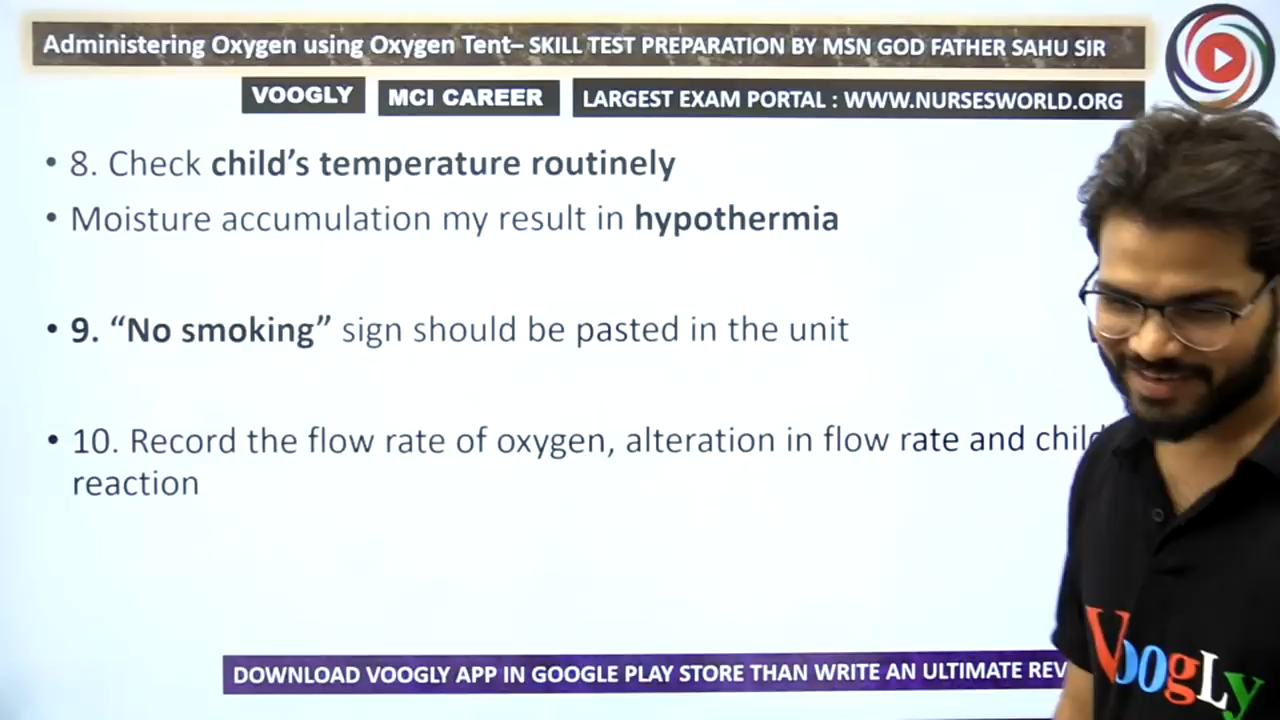 Administering Oxygen using Oxygen Tent– SKILL TEST PREPARATION BY MSN GOD FATHER SAHU SIR
VOOGLY
MCI CAREER
LARGEST EXAM PORTAL : WWW.NURSESWORLD.ORG
• 8. Check child’s temperature routinely
• Moisture accumulation my result in hypothermia
• 9. “No smoking” sign should be pasted in the unit
• 10. Record the flow rate of oxygen, alteration in flow rate and child
reaction
DOWNLOAD VOOGLY APP IN GOOGLE PLAY STORE THAN WRITE AN ULTIMATE REV
VOOGLY